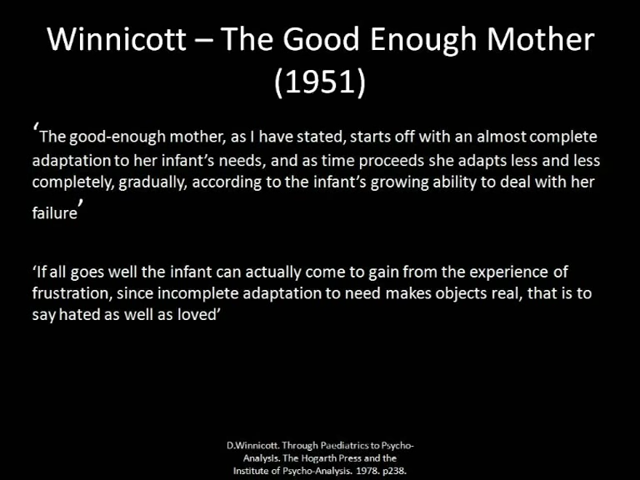 Winnicott – The Good Enough Mother
(1951)
‘The good-enough mother, as I have stated, starts off with an almost complete
adaptation to her infant’s needs, and as time proceeds she adapts less and less
completely, gradually, according to the infant’s growing ability to deal with her
failure’
‘If all goes well the infant can actually come to gain from the experience of
frustration, since incomplete adaptation to need makes objects real, that is to
say hated as well as loved’
D.Winnicott. Through Paediatrics to Psycho-
Analysis. The Hogarth Press and the
Institute of Psycho-Analysis. 1978. p238.